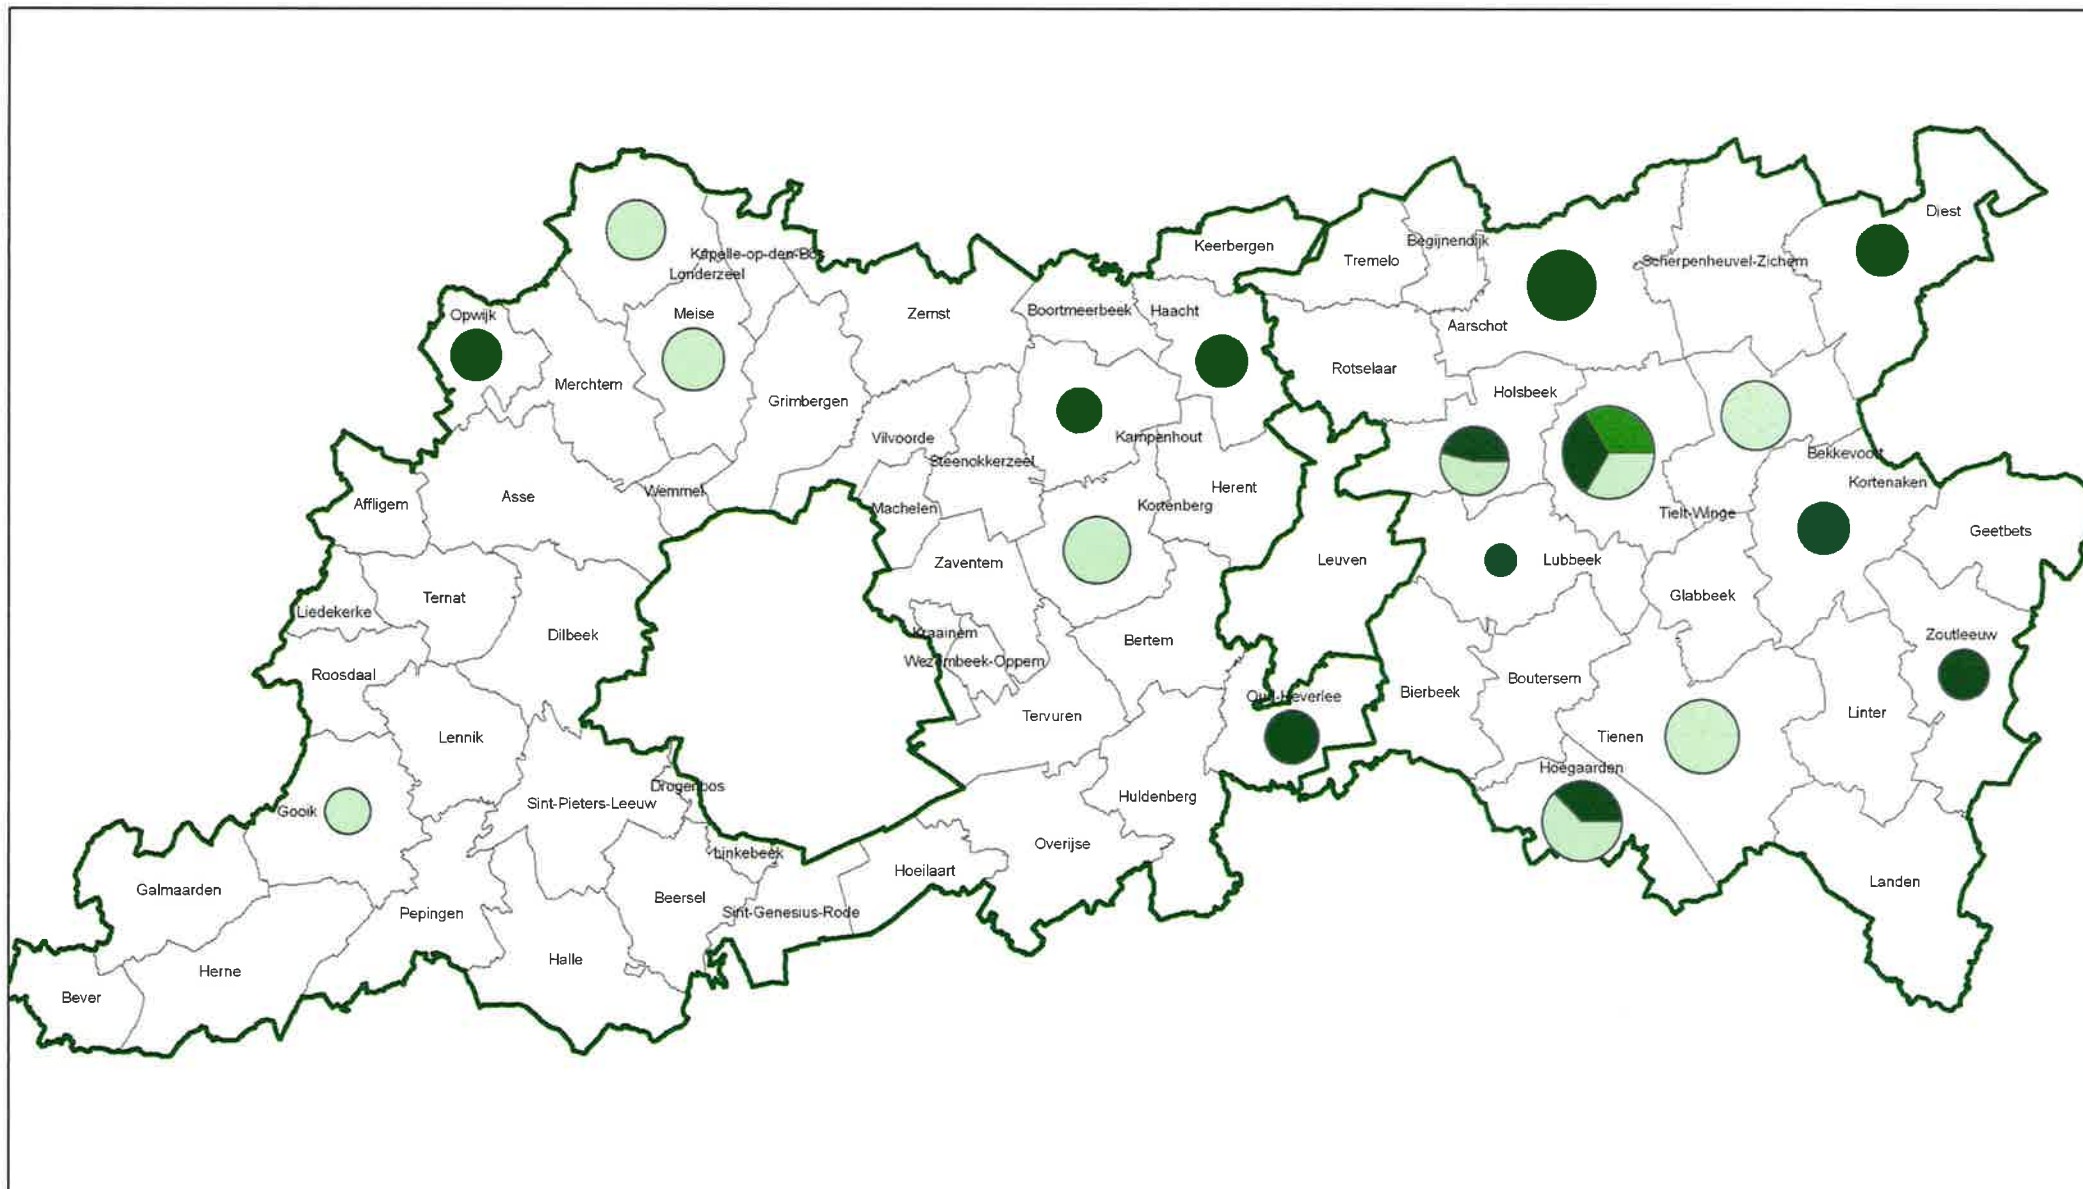 Diest
Keerbergen
Begijnendijk
Tremelo
Scherpenheuvel-Zichem
Kapelle-op-den-Bos
Londerzeel
Opwijk
Meise
Zemst
Boortmeerbeek
Haacht
Aarschot
Rotselaar
Merchtem
Holsbeek
Grimbergen
Vilvoorde
Kampenhout
Steenokkerzeel
Bekkevoort
Kortenaken
Wemmel
Herent
Asse
Affligem
Machelen
Kortenberg
Tielt-Winge
Geetbets
Zaventem
Leuven
Lubbeek
Ternat
Glabbeek
Liedekerke
Dilbeek
Kraainem
Bertem
Zoutleeuw
Wezembeek-Oppem
Roosdaal
Boutersem
Bierbeek
Oud-Heverlee
Tervuren
Linter
Lennik
Tienen
Hoegaarden
Drogenbos
Huldenberg
Sint-Pieters-Leeuw
Gooik
Overijse
Linkebeek
Hoeilaart
Landen
Galmaarden
Beersel
Pepingen
Sint-Genesius-Rode
Halle
Herne
Bever